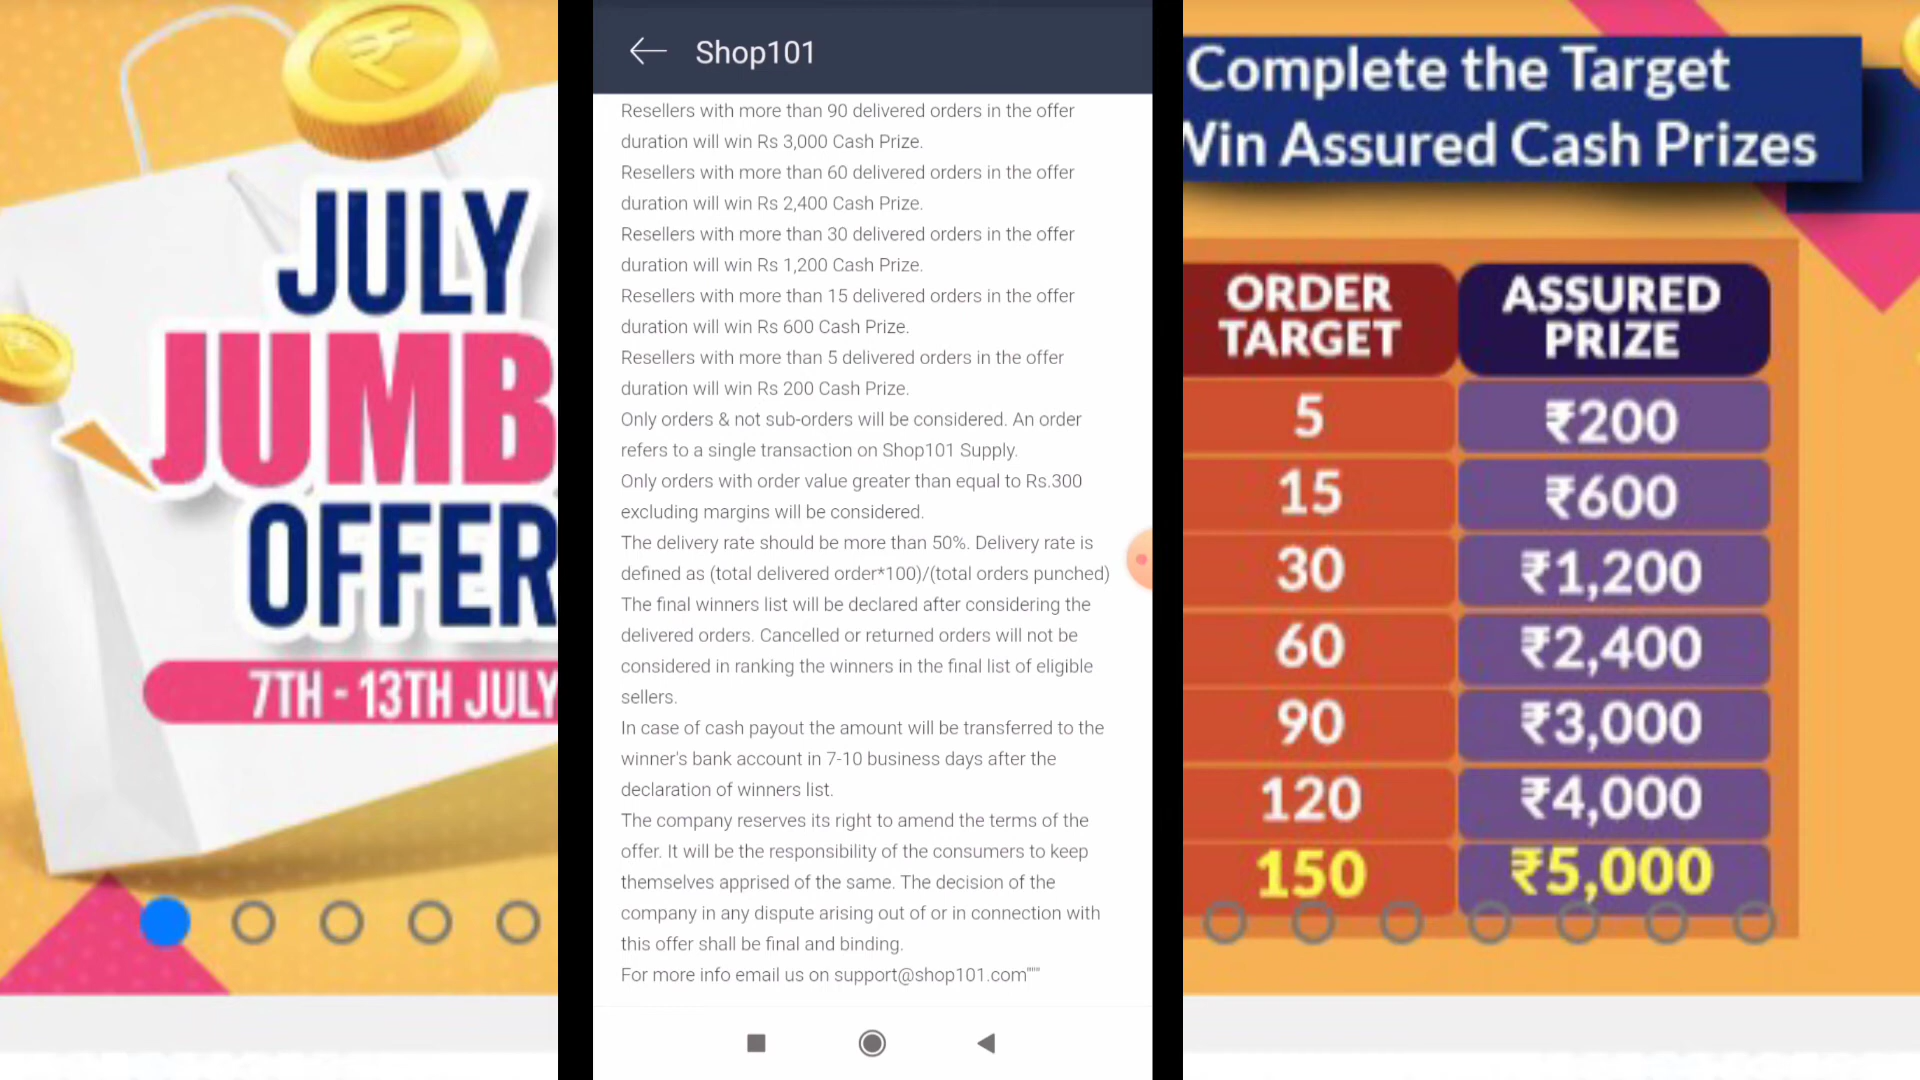 JULY
JUMB
OFFER
7TH - 13TH JULY
Shop101
Resellers with more than 90 delivered orders in the offer
duration will win Rs 3,000 Cash Prize.
Resellers with more than 60 delivered orders in the offer
duration will win Rs 2,400 Cash Prize.
Resellers with more than 30 delivered orders in the offer
duration will win Rs 1,200 Cash Prize.
Resellers with more than 15 delivered orders in the offer
duration will win Rs 600 Cash Prize.
Resellers with more than 5 delivered orders in the offer
duration will win Rs 200 Cash Prize.
Only orders & not sub-orders will be considered. An order
refers to a single transaction on Shop101 Supply.
Only orders with order value greater than equal to Rs.300
excluding margins will be considered.
The delivery rate should be more than 50%. Delivery rate is
defined as (total delivered order*100)/(total orders punched)
The final winners list will be declared after considering the
delivered orders. Cancelled or returned orders will not be
considered in ranking the winners in the final list of eligible
sellers.
In case of cash payout the amount will be transferred to the
winner's bank account in 7-10 business days after the
declaration of winners list.
The company reserves its right to amend the terms of the
offer. It will be the responsibility of the consumers to keep
themselves apprised of the same. The decision of the
company in any dispute arising out of or in connection with
this offer shall be final and binding.
For more info email us on support@shop101.com"""
Complete the Target
Win Assured Cash Prizes
ORDER TARGET ASSURED PRIZE
5 ₹200
15 ₹600
30 ₹1,200
60 ₹2,400
90 ₹3,000
120 ₹4,000
150 ₹5,000